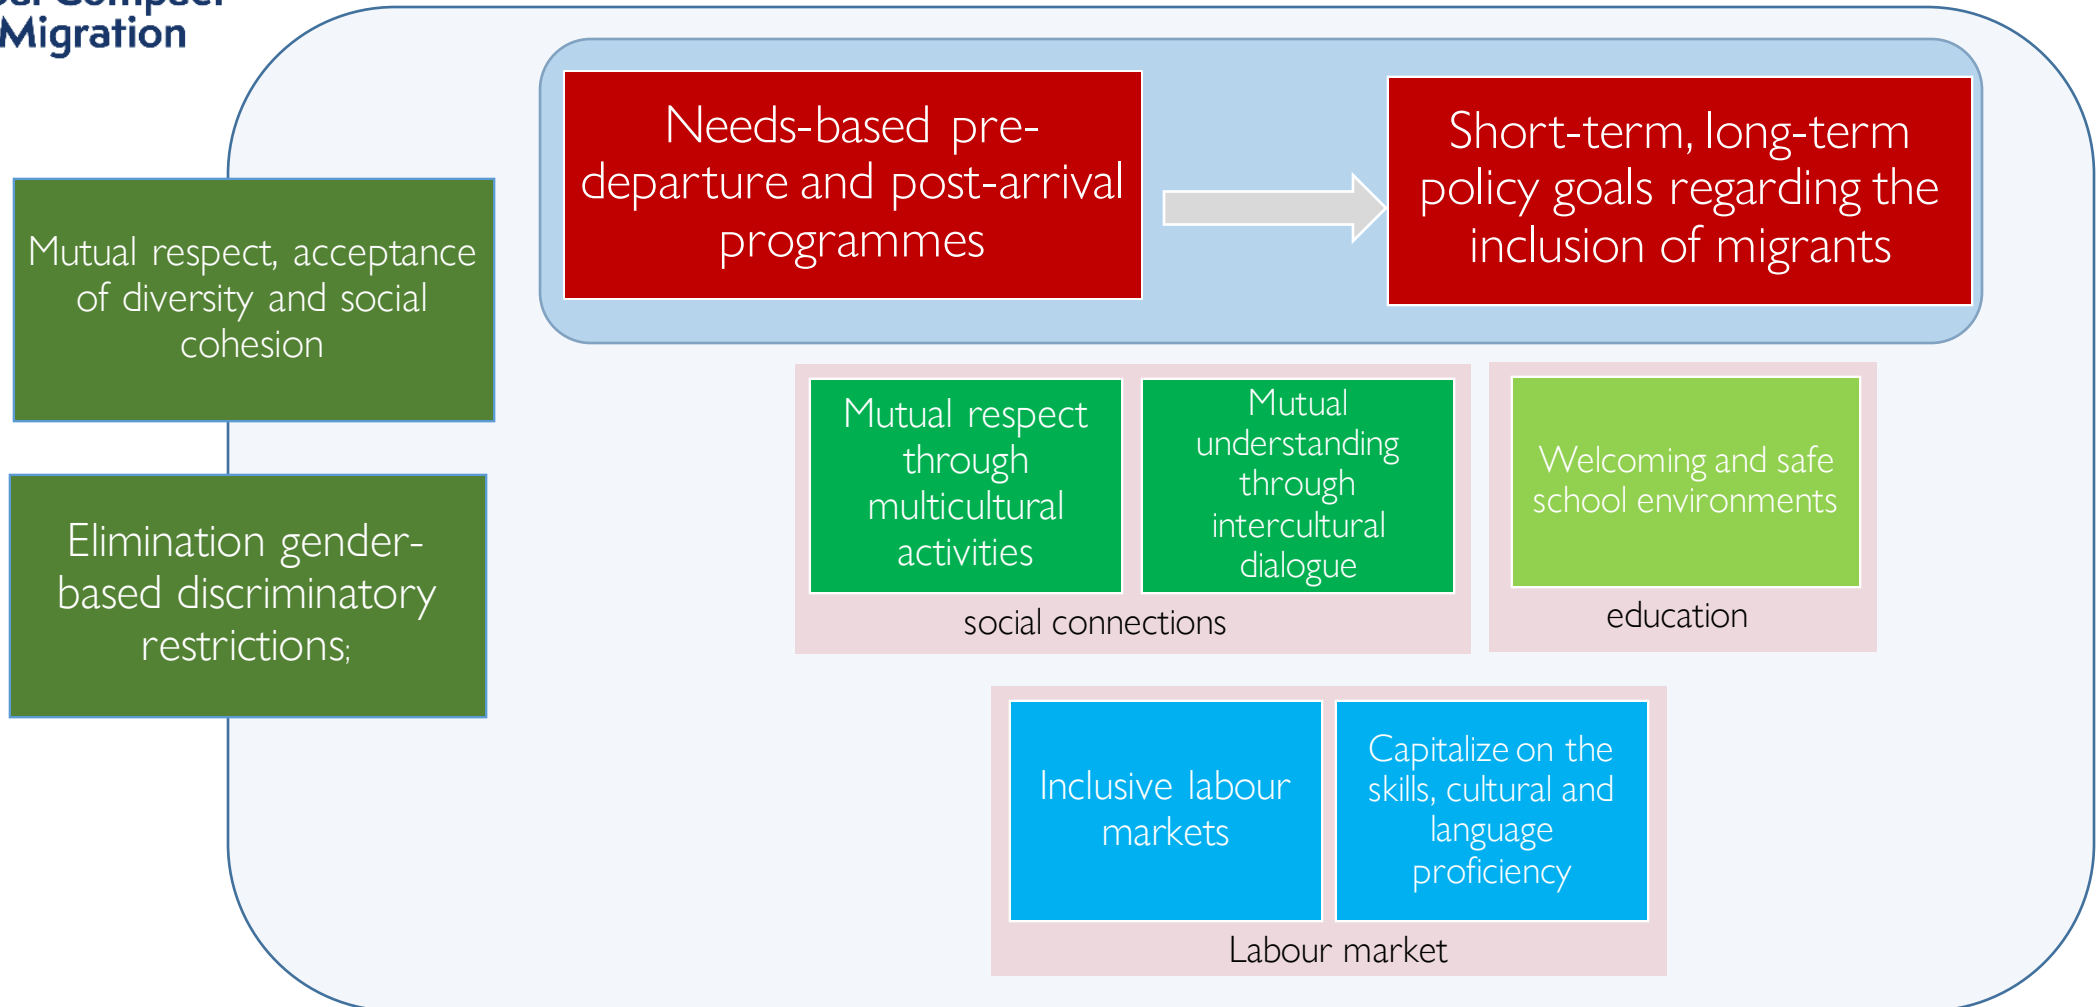 Migration
Needs-based pre-
departure and post-arrival
programmes
Short-term, long-term
policy goals regarding the
inclusion of migrants
Mutual respect, acceptance
of diversity and social
cohesion
Elimination gender-
based discriminatory
restrictions;
Mutual respect
through
multicultural
activities
Mutual
understanding
through
intercultural
dialogue
social connections
Welcoming and safe
school environments
education
Inclusive labour
markets
Capitalize on the
skills, cultural and
language
proficiency
Labour market